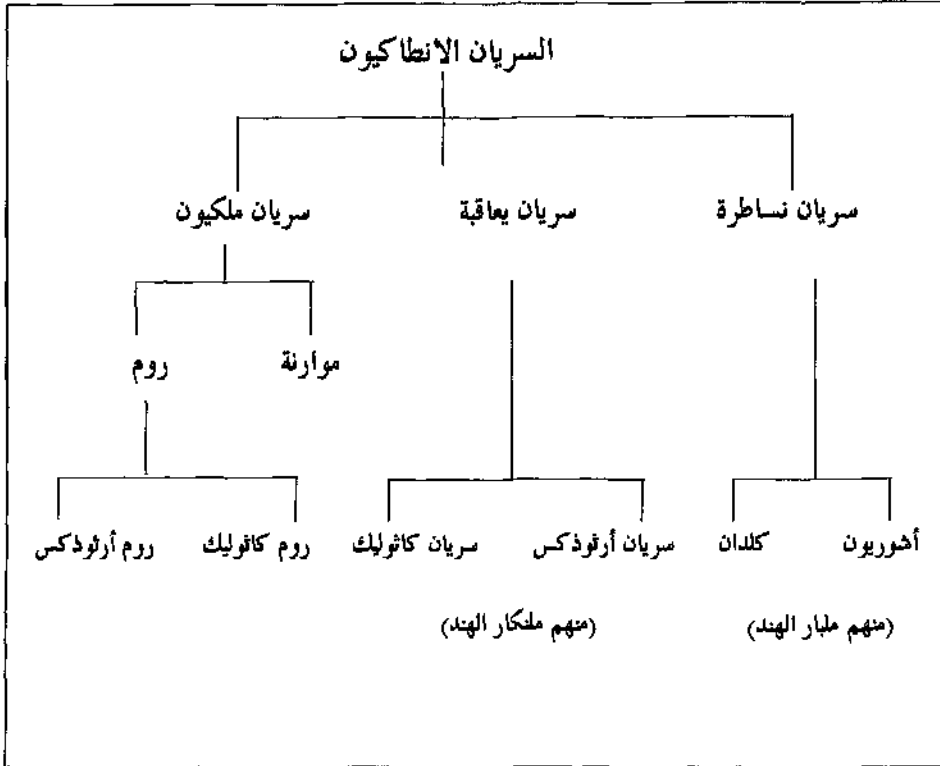 السريان الانطاكيون
سريان نساطرة سريان يعاقبة سريان ملكيون
موارنة روم
أشوريون كلدان سريان أرثوذكس سريان كاثوليك روم كاثوليك روم أرثوذكس
(منهم ملبار الهند) (منهم ملنكار الهند)